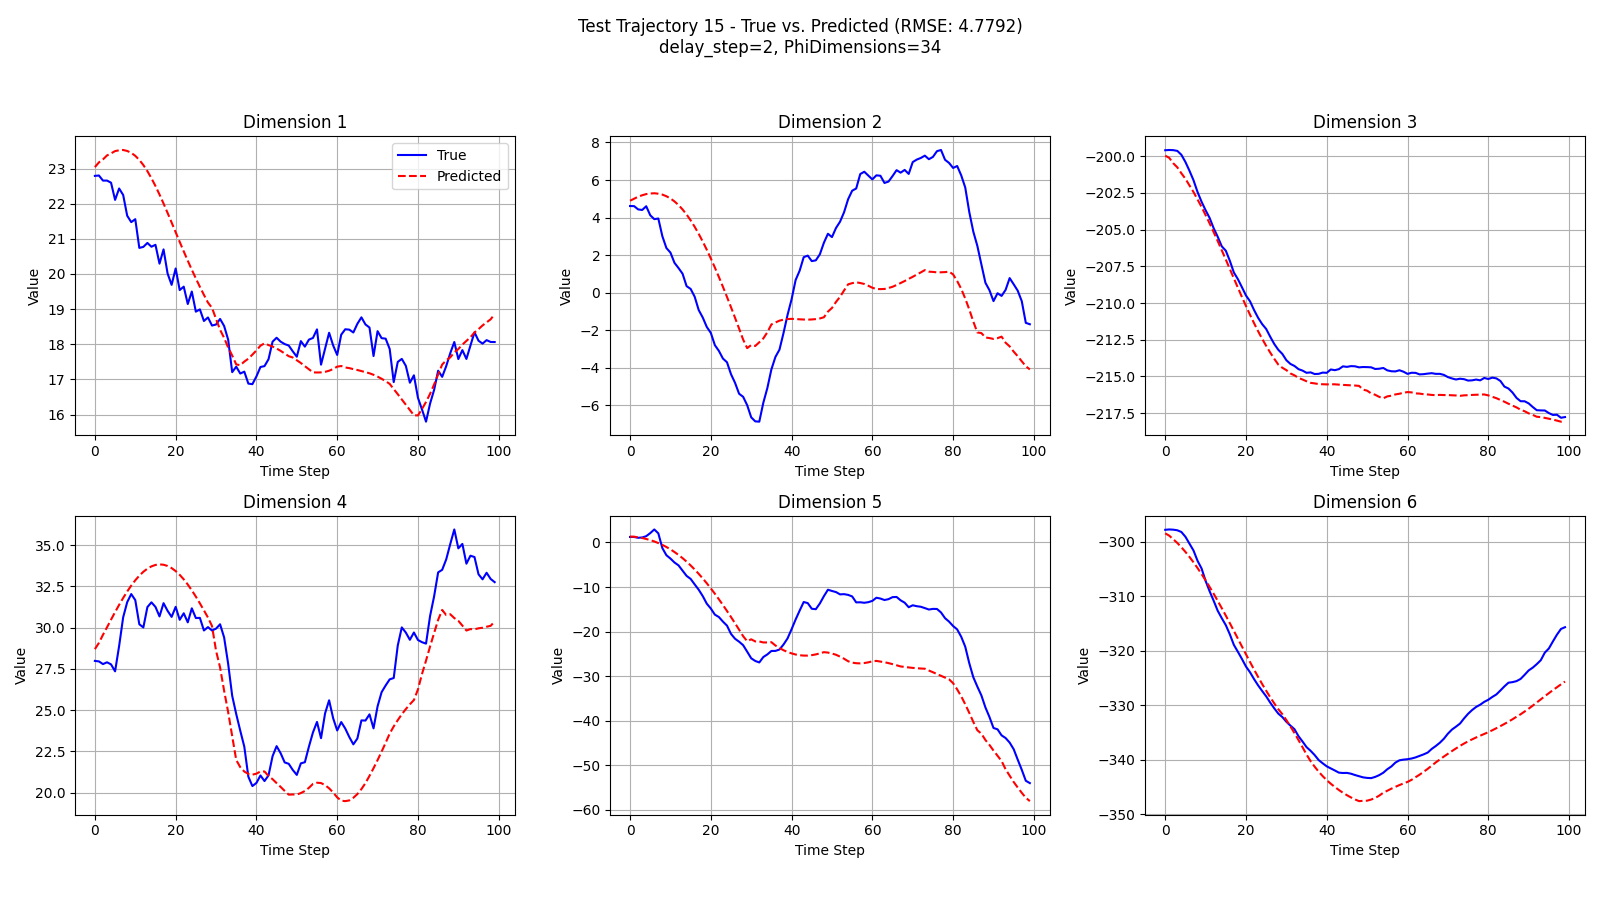 Test Trajectory 15 - True vs. Predicted (RMSE: 4.7792)
delay_step=2, PhiDimensions=34
Dimension 1
True
Predicted
Value
23
22
21
20
19
18
17
16
0 20 40 60 80 100
Time Step
Dimension 2
Value
8
6
4
2
0
−2
−4
−6
0 20 40 60 80 100
Time Step
Dimension 3
Value
−200.0
−202.5
−205.0
−207.5
−210.0
−212.5
−215.0
−217.5
0 20 40 60 80 100
Time Step
Dimension 4
Value
35.0
32.5
30.0
27.5
25.0
22.5
20.0
0 20 40 60 80 100
Time Step
Dimension 5
Value
0
−10
−20
−30
−40
−50
−60
0 20 40 60 80 100
Time Step
Dimension 6
Value
−300
−310
−320
−330
−340
−350
0 20 40 60 80 100
Time Step